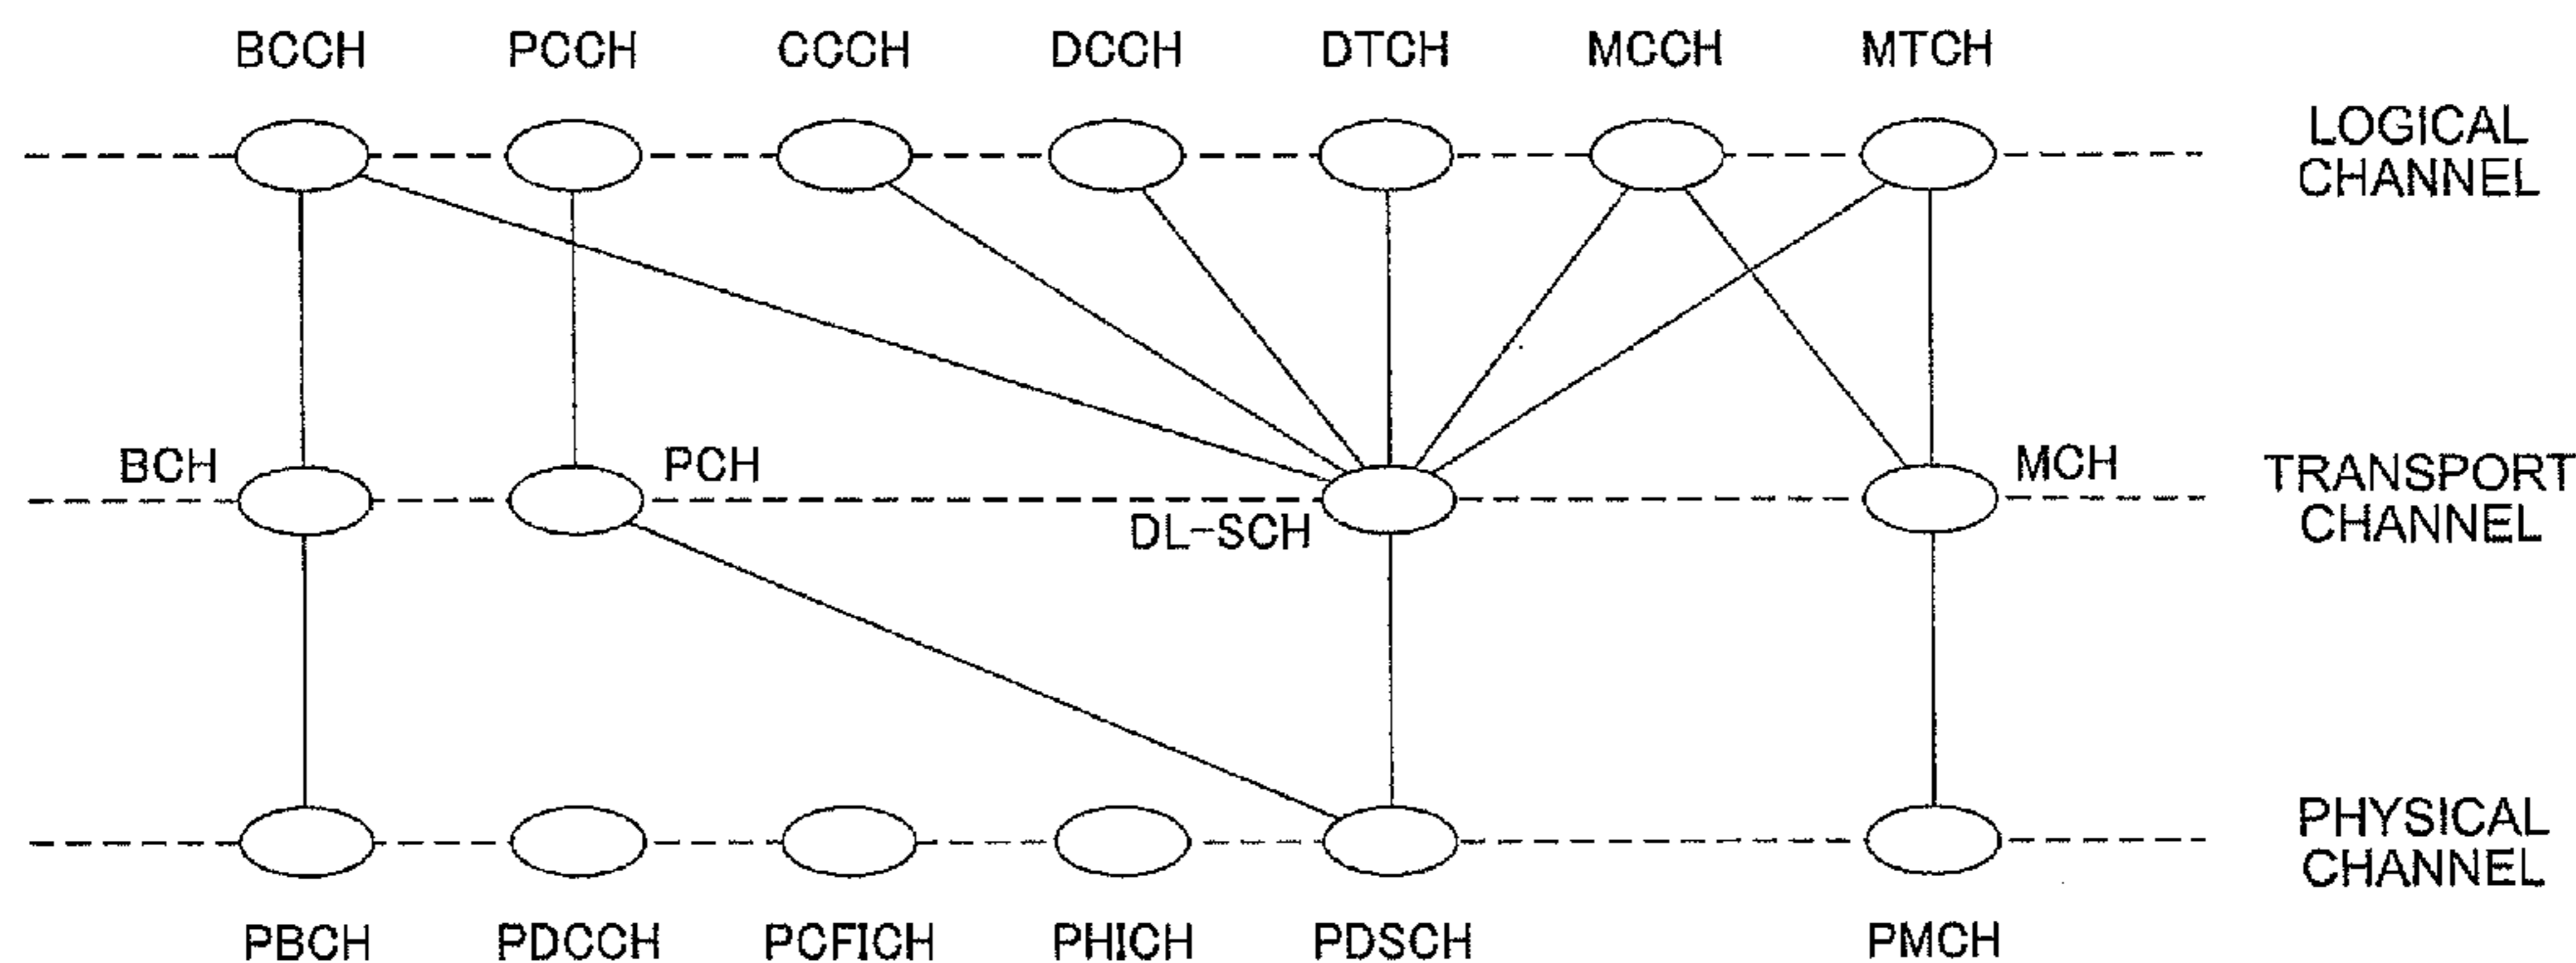 BCCH PCCH CCCH DCCH DTCH MCCH MTCH
LOGICAL
CHANNEL
BCH PCH DL-SCH MCH
TRANSPORT
CHANNEL
PHYSICAL
CHANNEL
PBCH PDCCH PCFICH PHICH PDSCH PMCH